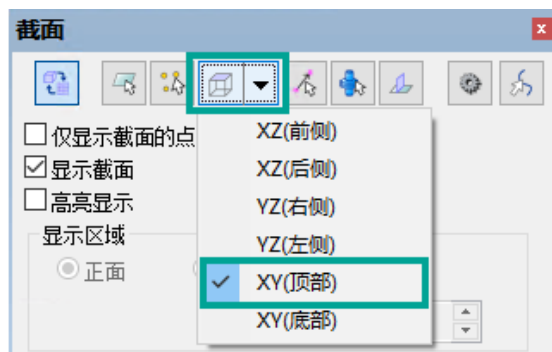 截面
仅显示截面的点
显示截面
高亮显示
显示区域
正面
XZ(前侧)
XZ(后侧)
YZ(右侧)
YZ(左侧)
XY(顶部)
XY(底部)